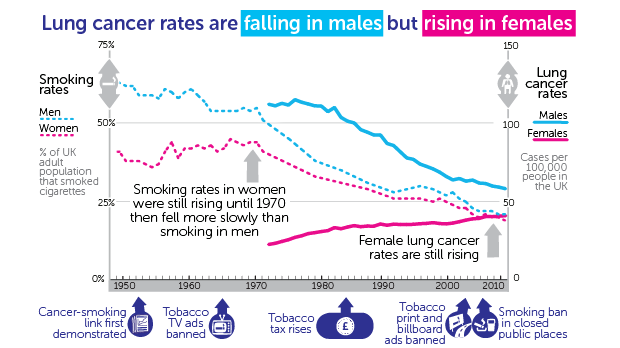 Lung cancer rates are falling in males but rising in females
75%
150
Smoking
rates
Lung
cancer
rates
Men
Women
Males
Females
50%
100
% of UK
adult
population
that smoked
cigarettes
Cases per
100,000
people in
the UK
Smoking rates in women
were still rising until 1970
then fell more slowly than
smoking in men
25%
50
Female lung cancer
rates are still rising
0%
0
1950
1960
1970
1980
1990
2000
2010
Cancer-smoking
link first
demonstrated
Tobacco
TV ads
banned
Tobacco
tax rises
£
Tobacco
print and
billboard
ads banned
Smoking ban
in closed
public places